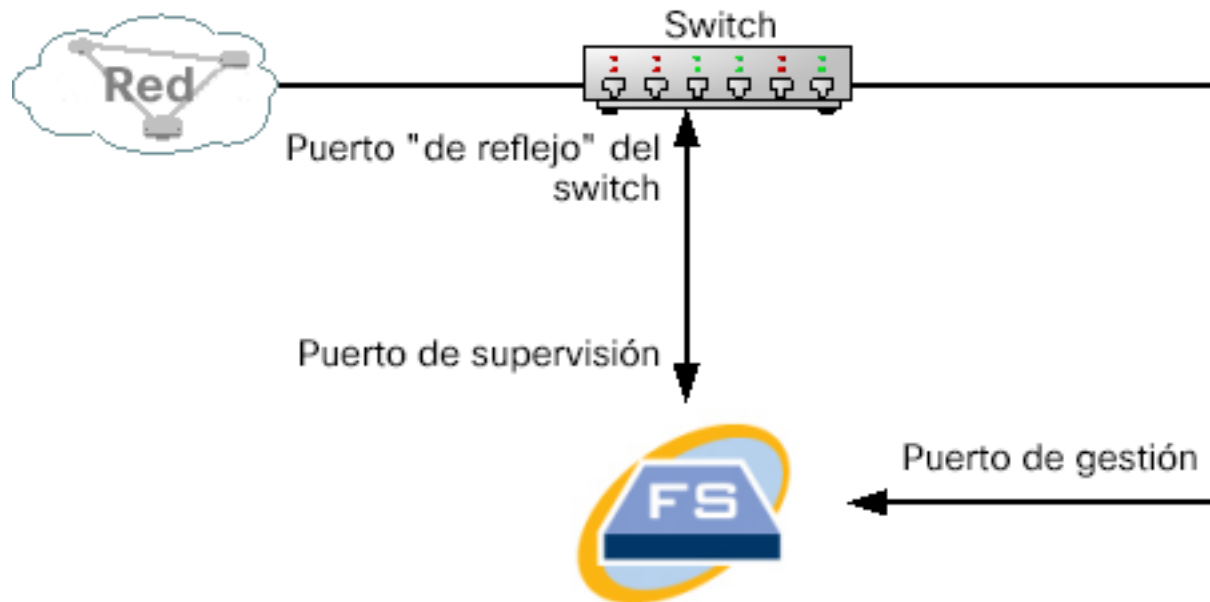 Switch
Red
Puerto "de reflejo" del
switch
Puerto de supervisión
Puerto de gestión
FS